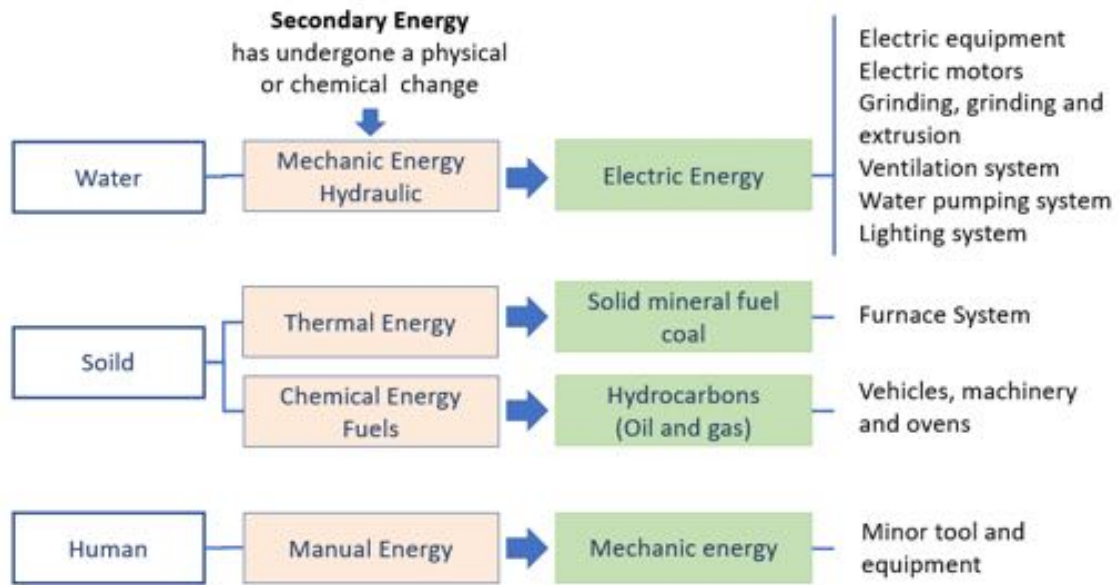 Secondary Energy
has undergone a physical
or chemical change
Water
Mechanic Energy
Hydraulic
Electric Energy
Electric equipment
Electric motors
Grinding, grinding and
extrusion
Ventilation system
Water pumping system
Lighting system
Soild
Thermal Energy
Solid mineral fuel
coal
Furnace System
Chemical Energy
Fuels
Hydrocarbons
(Oil and gas)
Vehicles, machinery
and ovens
Human
Manual Energy
Mechanic energy
Minor tool and
equipment